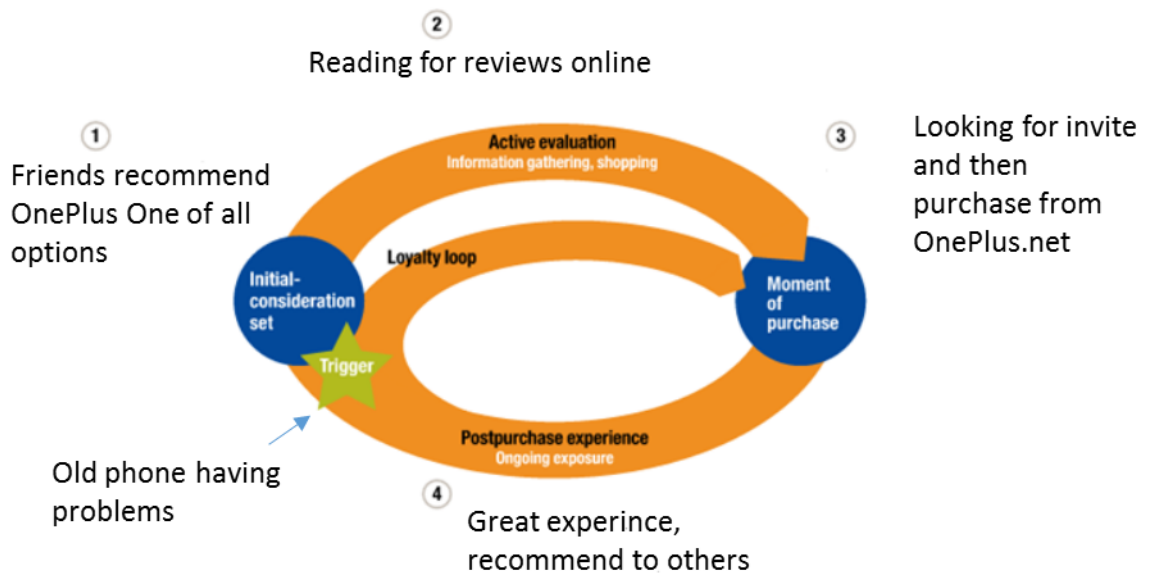 2
Reading for reviews online
1
Friends recommend
OnePlus One of all
options
3
Looking for invite
and then
purchase from
OnePlus.net
Active evaluation
Information gathering, shopping
Loyalty loop
Initial-
consideration
set
Trigger
Moment
of
purchase
Postpurchase experience
Ongoing exposure
Old phone having
problems
4
Great experince,
recommend to others